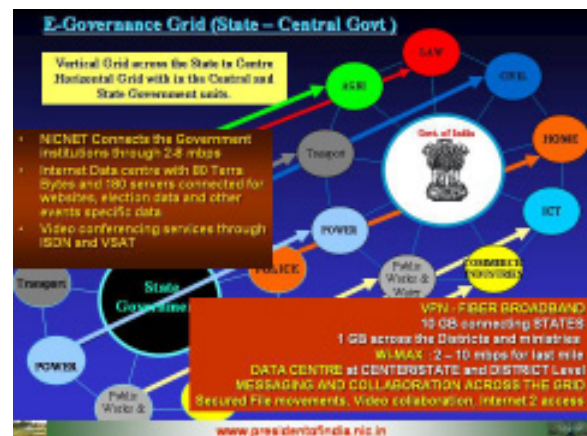 E-Governance Grid (State – Central Govt )
Vertical Grid across the State to Centre
Horizontal Grid with in the Central and
State Government units.
LAW
AGRI
CIVIL
Govt. of India
Transport
HOME
• NICNET Connects the Government
institutions through 2-8 mbps
• Internet Data centre with 80 Terra
Bytes and 180 servers connected for
websites, election data and other
events specific data
• Video conferencing services through
ISDN and VSAT
POWER
ICT
POLICE
Public
Works &
Water
COMMERCE
INDUSTRIES
Transport
State
Government
VPN - FIBER BROADBAND
10 GB connecting STATES
1 GB across the Districts and ministries
WI-MAX : 2 – 10 mbps for last mile
DATA CENTRE at CENTER/STATE and DISTRICT Level
MESSAGING AND COLLABORATION ACROSS THE GRID
Secured File movements, Video collaboration, Internet 2 access
POWER
Public
Works &
www.presidentofindia.nic.in